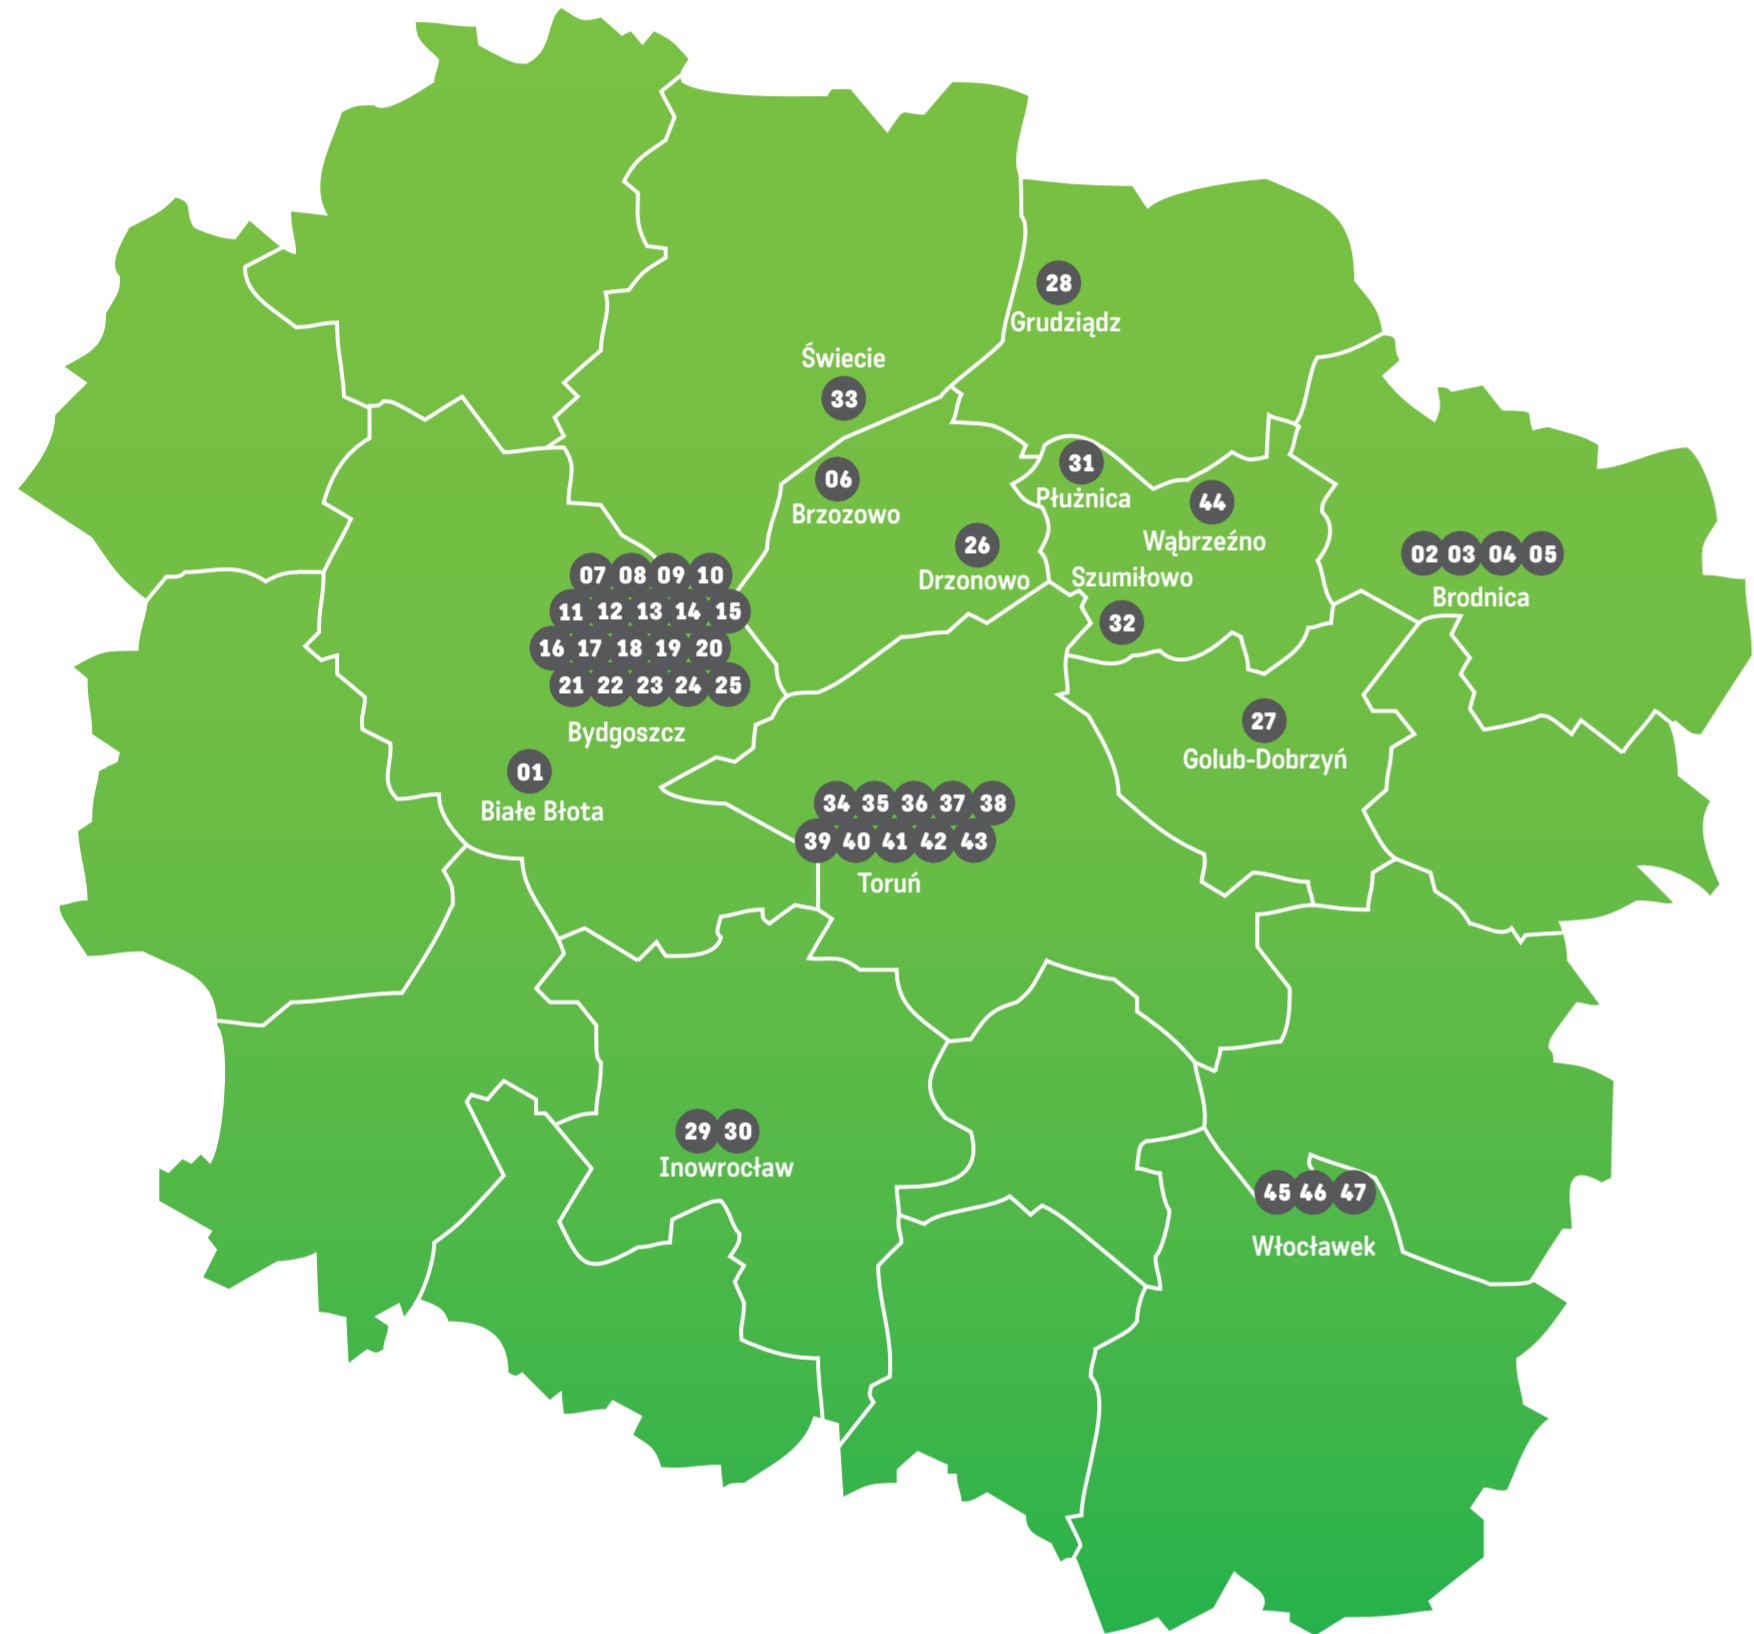 28
Grudziądz
Świecie
33
31
Płużnica
06
Brzozowo
44
Wąbrzeźno
26
Drzonowo
02 03 04 05
Brodnica
Szumiłowo
32
07 08 09 10
11 12 13 14 15
16 17 18 19 20
21 22 23 24 25
Bydgoszcz
27
Golub-Dobrzyń
01
Białe Błota
34 35 36 37 38
39 40 41 42 43
Toruń
29 30
Inowrocław
45 46 47
Włocławek